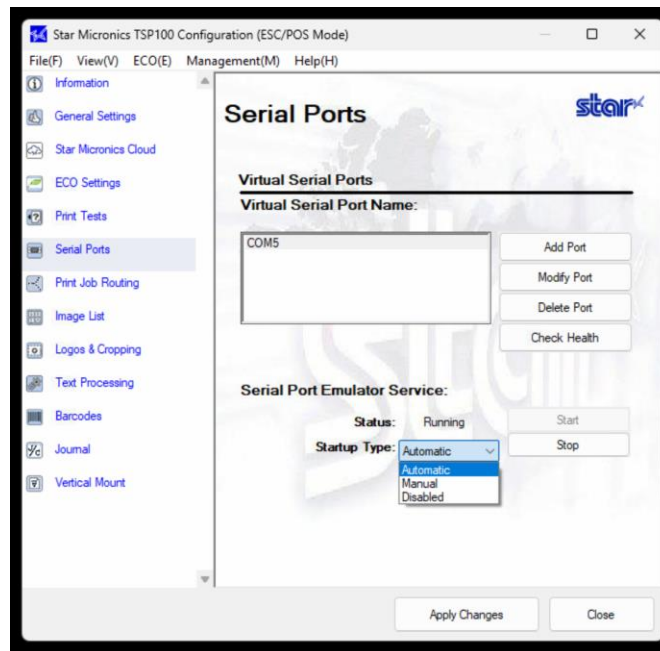 Star Micronics TSP100 Configuration (ESC/POS Mode)
File(F) View(V) ECO(E) Management(M) Help(H)
Information
General Settings
Star Micronics Cloud
ECO Settings
Print Tests
Serial Ports
Print Job Routing
Image List
Logos & Cropping
Text Processing
Barcodes
Journal
Vertical Mount
Serial Ports
star
Virtual Serial Ports
Virtual Serial Port Name:
COM5
Add Port
Modify Port
Delete Port
Check Health
Serial Port Emulator Service:
Status: Running
Start
Startup Type: Automatic
Stop
Automatic
Manual
Disabled
Apply Changes
Close